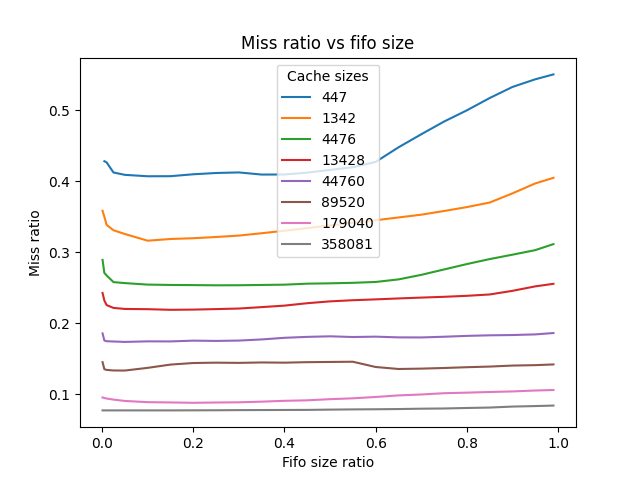 Miss ratio vs fifo size
Cache sizes
447
1342
4476
13428
44760
89520
179040
358081
0.5
0.4
0.3
0.2
0.1
Miss ratio
0.0 0.2 0.4 0.6 0.8 1.0
Fifo size ratio